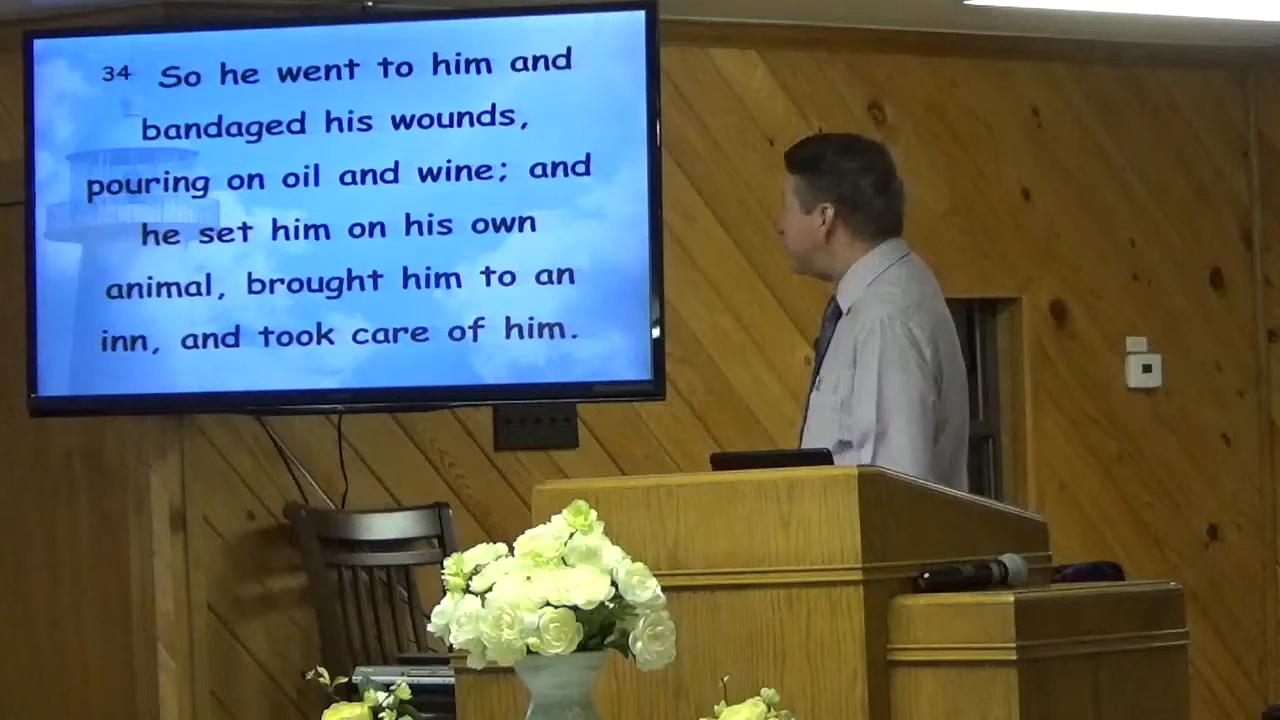 34 So he went to him and
bandaged his wounds,
pouring on oil and wine; and
he set him on his own
animal, brought him to an
inn, and took care of him.